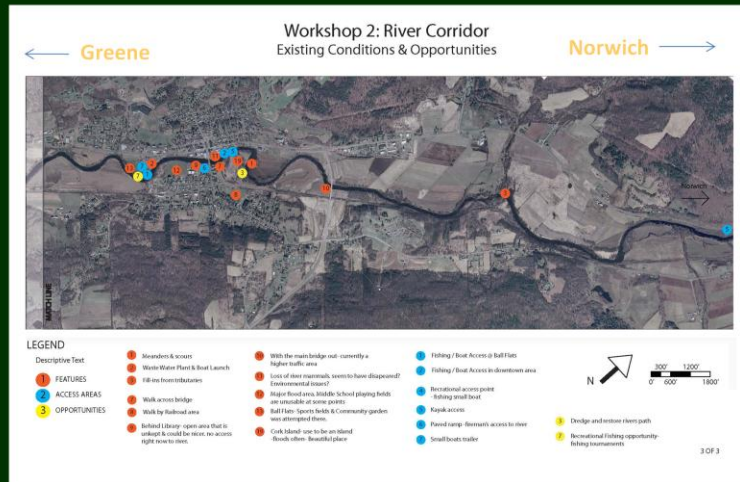 Workshop 2: River Corridor
Existing Conditions & Opportunities
Greene
Norwich
Norwich
MATCH LINE
LEGEND
Descriptive Text
1 FEATURES
2 ACCESS AREAS
3 OPPORTUNITIES
Meanders & scours
Waste Water Plant & Boat Launch
Fill-ins from tributaries
Walk across bridge
Walk by Railroad area
Behind Library- open area that
is unkept & could be nicer, no access
right now to river.
With the main bridge out- currently a
higher traffic area
Loss of river mammals, seem to have disapeared?
Environmental issues?
Major flood area, Middle School playing fields
are unusable at some points
Ball Flats- Sports fields & Community garden
was attempted there.
Cork Island- use to be an island
-floods often- Beautiful place
Fishing / Boat Access @ Ball Flats
Fishing / Boat Access in downtown area
Recreational access point
- fishing small boat
Kayak access
Paved ramp -fireman's access to river
Small boats trailer
3 Dredge and restore rivers path
7 Recreational Fishing opportunity-
fishing tournaments
N
300' 1200'
0' 600' 1800'
3 OF 3